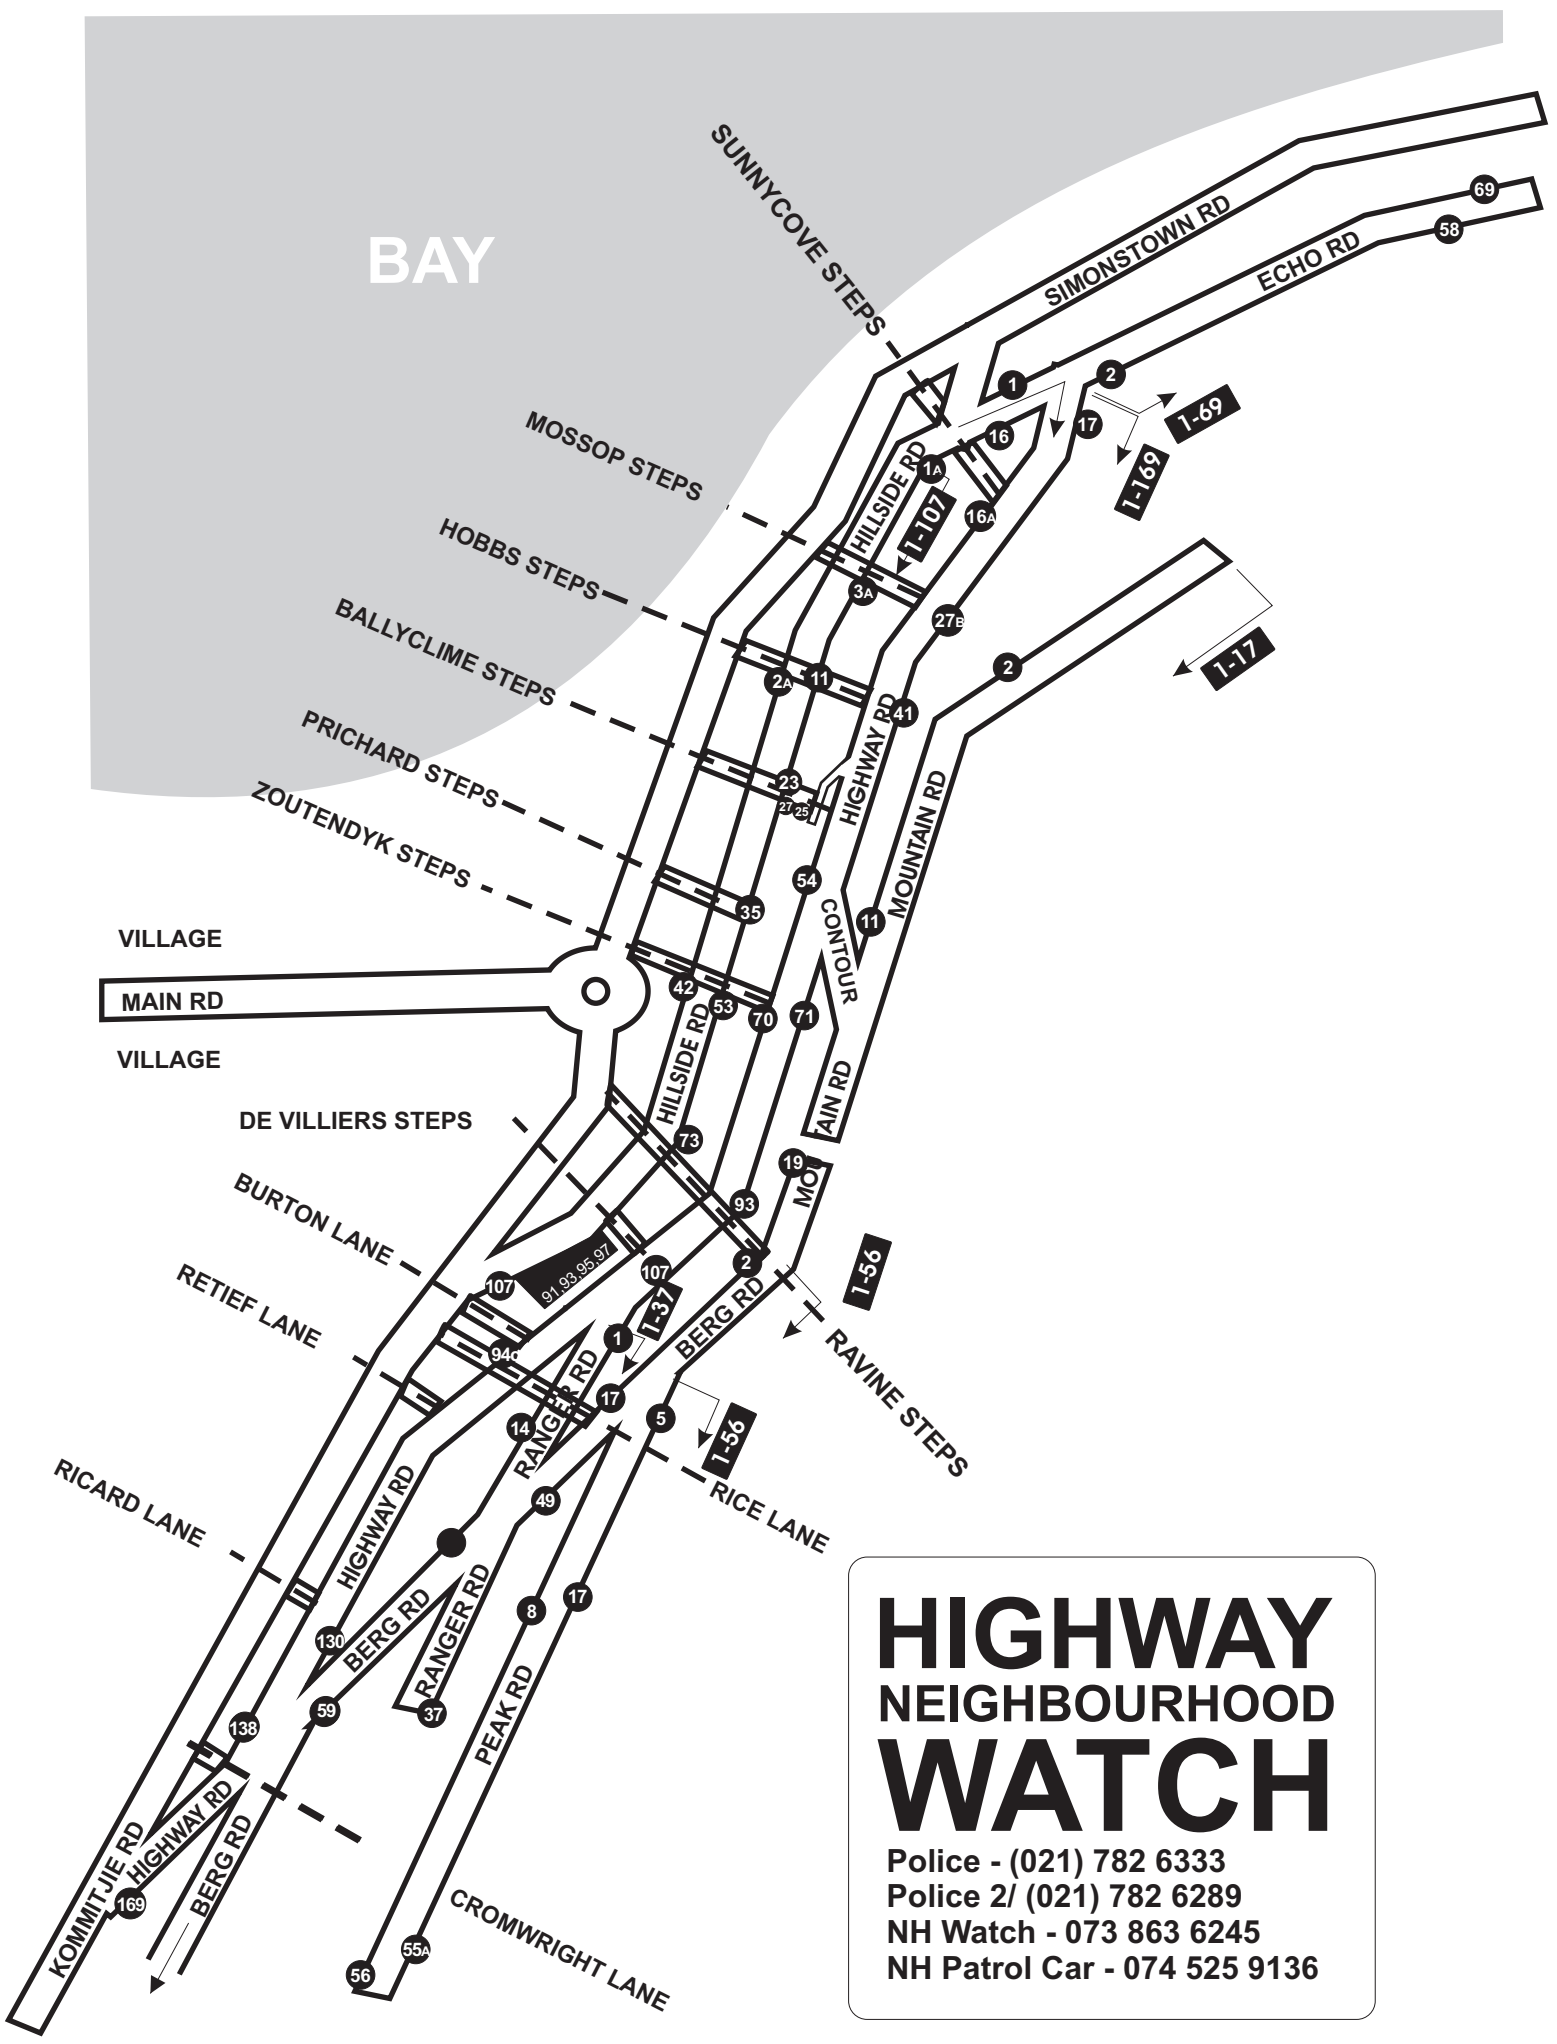 BAY
SUNNYCOVE STEPS
SIMONSTOWN RD
69
58
ECHO RD
1
2
17
16
1-69
1-169
1A
HILLSIDE RD
1-107
16A
MOSSOP STEPS
HOBBS STEPS
3A
27B
2
1-17
BALLYCLIME STEPS
2A
11
41
HIGHWAY RD
PRICHARD STEPS
23
27
25
MOUNTAIN RD
ZOUTENDYK STEPS
54
35
CONTOUR
11
VILLAGE
MAIN RD
VILLAGE
42
53
70
71
HILLSIDE RD
DE VILLIERS STEPS
73
19
MOU
TAIN RD
BURTON LANE
93
2
1-56
RETIEF LANE
107
91,93,95,97
107
1-37
1
BERG RD
94c
RAVINE STEPS
17
5
1-56
14
RANGER RD
RICE LANE
RICARD LANE
HIGHWAY RD
49
8
17
130
BERG RD
RANGER RD
37
59
138
PEAK RD
HIGHWAY RD
BERG RD
KOMMITJIE RD
169
CROMWRIGHT LANE
55A
56
HIGHWAY
NEIGHBOURHOOD
WATCH
Police - (021) 782 6333
Police 2/ (021) 782 6289
NH Watch - 073 863 6245
NH Patrol Car - 074 525 9136